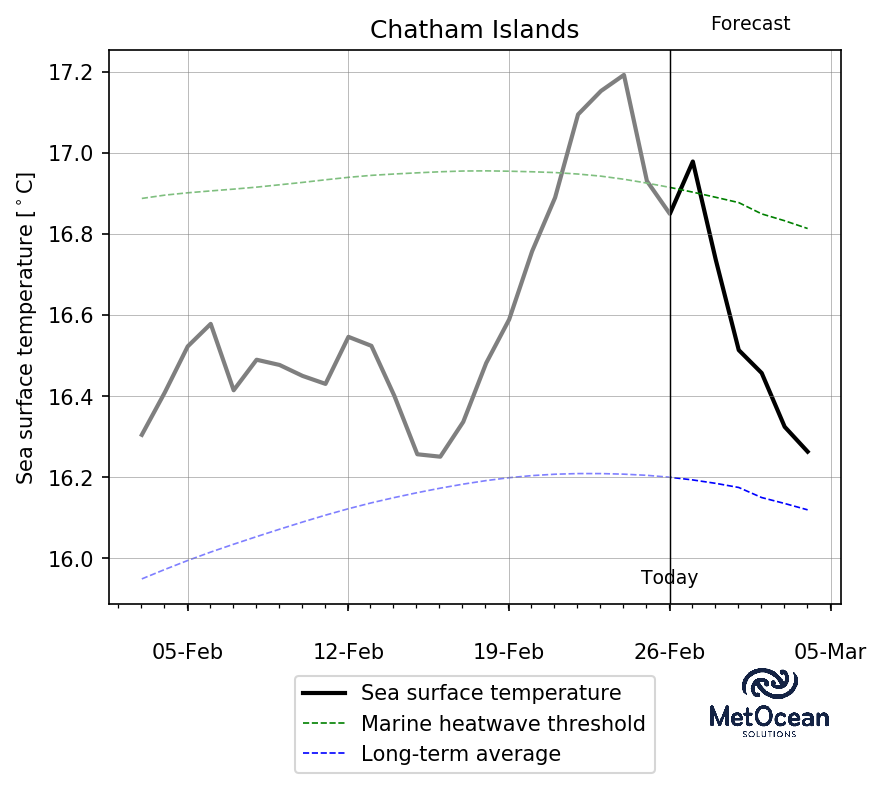 Chatham Islands
Forecast
Sea surface temperature [°C]
17.2
17.0
16.8
16.6
16.4
16.2
16.0
Today
05-Feb
12-Feb
19-Feb
26-Feb
05-Mar
Sea surface temperature
Marine heatwave threshold
Long-term average
MetOcean
SOLUTIONS